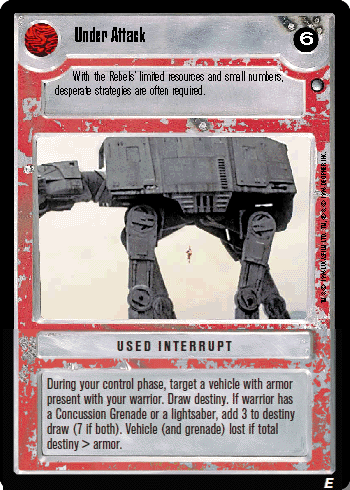 Under Attack
6
With the Rebels' limited resources and small numbers,
desperate strategies are often required.
USED INTERRUPT
During your control phase, target a vehicle with armor
present with your warrior. Draw destiny. If warrior has
a Concussion Grenade or a lightsaber, add 3 to destiny
draw (7 if both). Vehicle (and grenade) lost if total
destiny > armor.
E